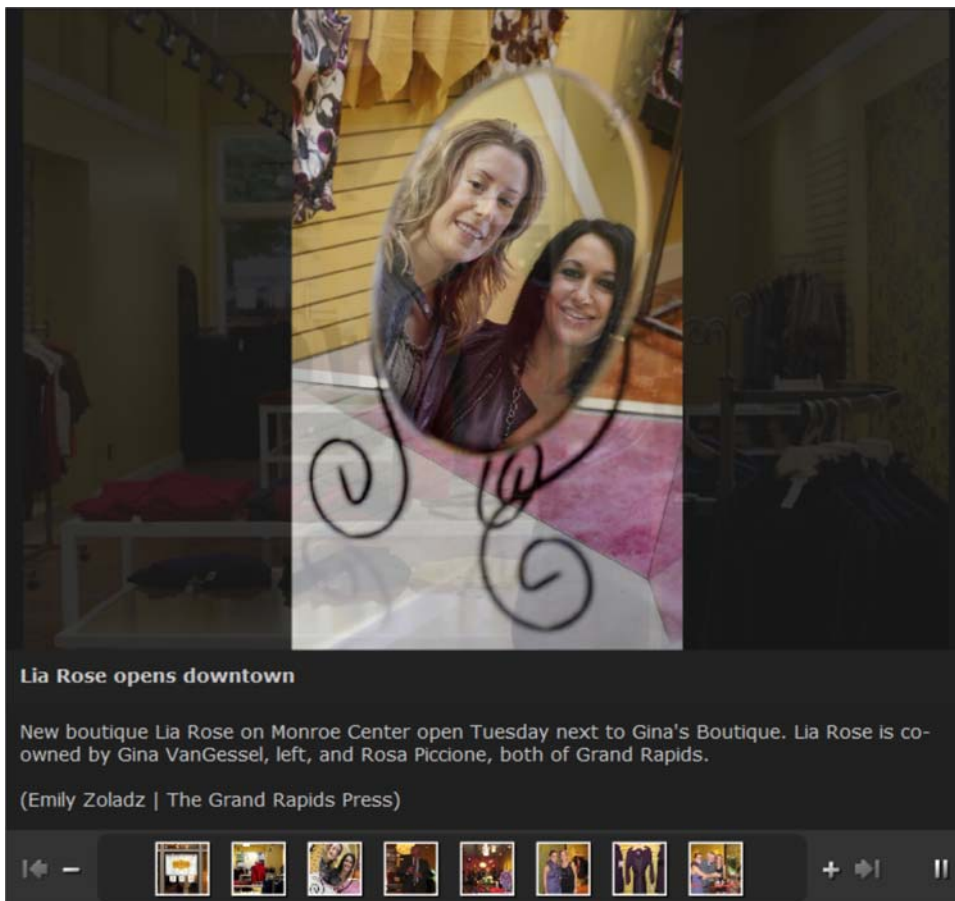 Lia Rose opens downtown
New boutique Lia Rose on Monroe Center open Tuesday next to Gina's Boutique. Lia Rose is co-
owned by Gina VanGessel, left, and Rosa Piccione, both of Grand Rapids.
(Emily Zoladz | The Grand Rapids Press)